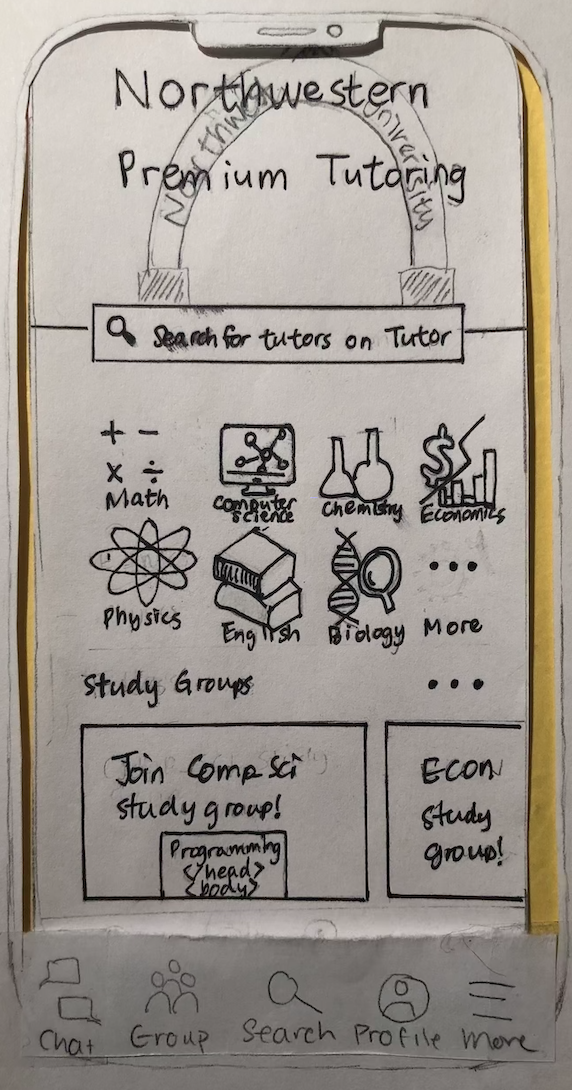 Northwestern
Premium Tutoring
Northwe University
Search for tutors on Tutor
+ -
x ÷
Math
Computer
Science
Chemistry
$
Economics
Physics
English
Biology
More
Study Groups
Join Comp Sci
study group!
Programming
</head>
<body>
ECON
study
group!
Chat
Group
Search
Profile
More